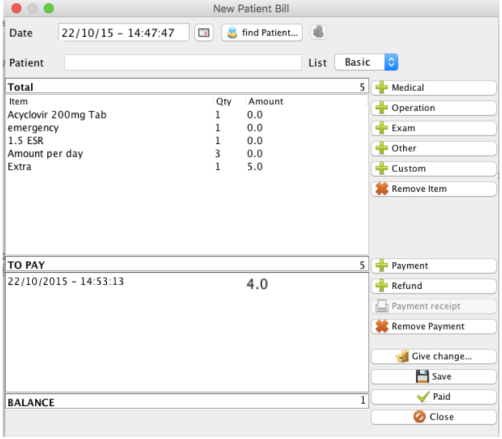 New Patient Bill
Date 22/10/15 - 14:47:47 find Patient...
Patient List Basic
Total 5
Item Qty Amount
Acyclovir 200mg Tab 1 0.0
emergency 1 0.0
1.5 ESR 1 0.0
Amount per day 3 0.0
Extra 1 5.0
Medical
Operation
Exam
Other
Custom
Remove Item
TO PAY 5
22/10/2015 - 14:53:13 4.0
BALANCE 1
Payment
Refund
Payment receipt
Remove Payment
Give change...
Save
Paid
Close